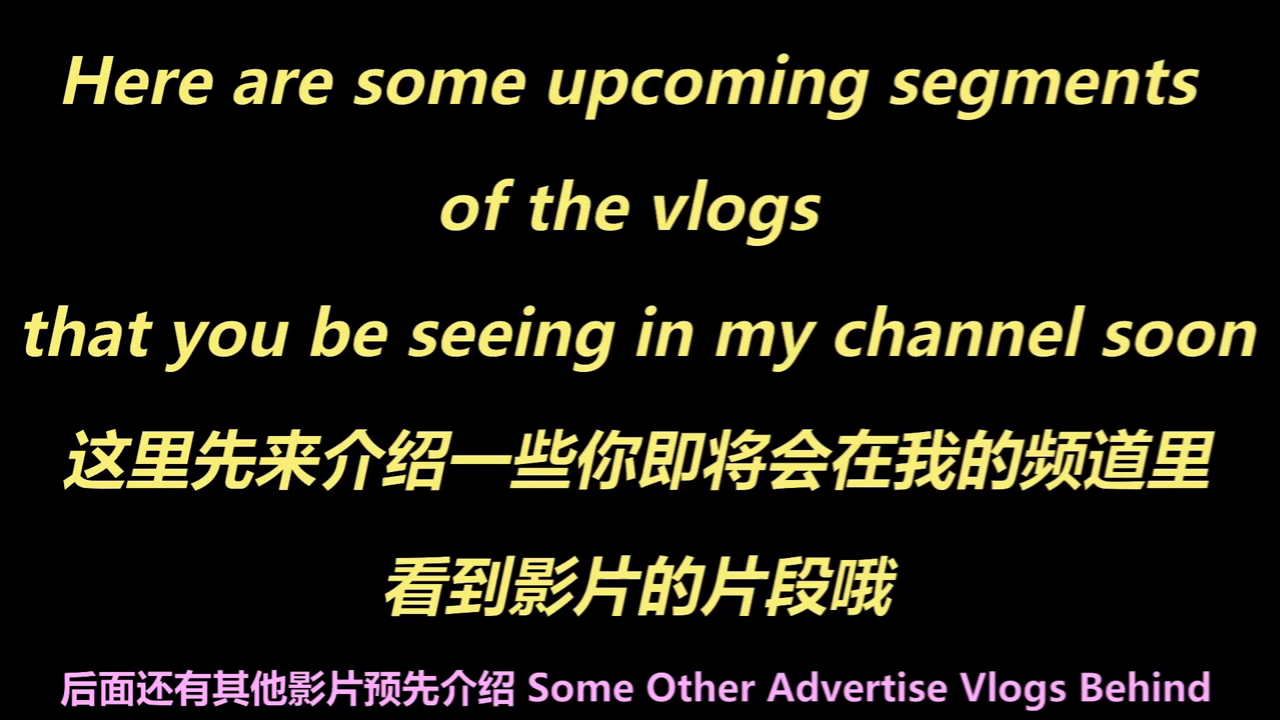 Here are some upcoming segments
of the vlogs
that you be seeing in my channel soon
这里先来介绍一些你即将会在我的频道里
看到影片的片段哦
后面还有其他影片预先介绍 Some Other Advertise Vlogs Behind